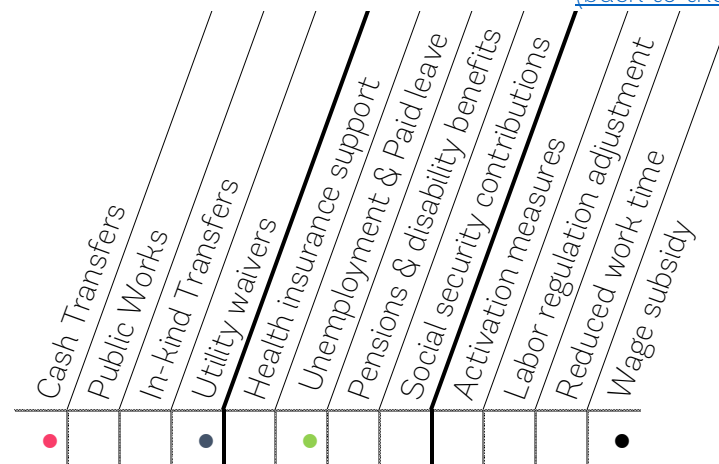 Cash Transfers
Public Works
In-kind Transfers
Utility waivers
Health insurance support
Unemployment & Paid leave
Pensions & disability benefits
Social security contributions
Activation measures
Labor regulation adjustment
Reduced work time
Wage subsidy